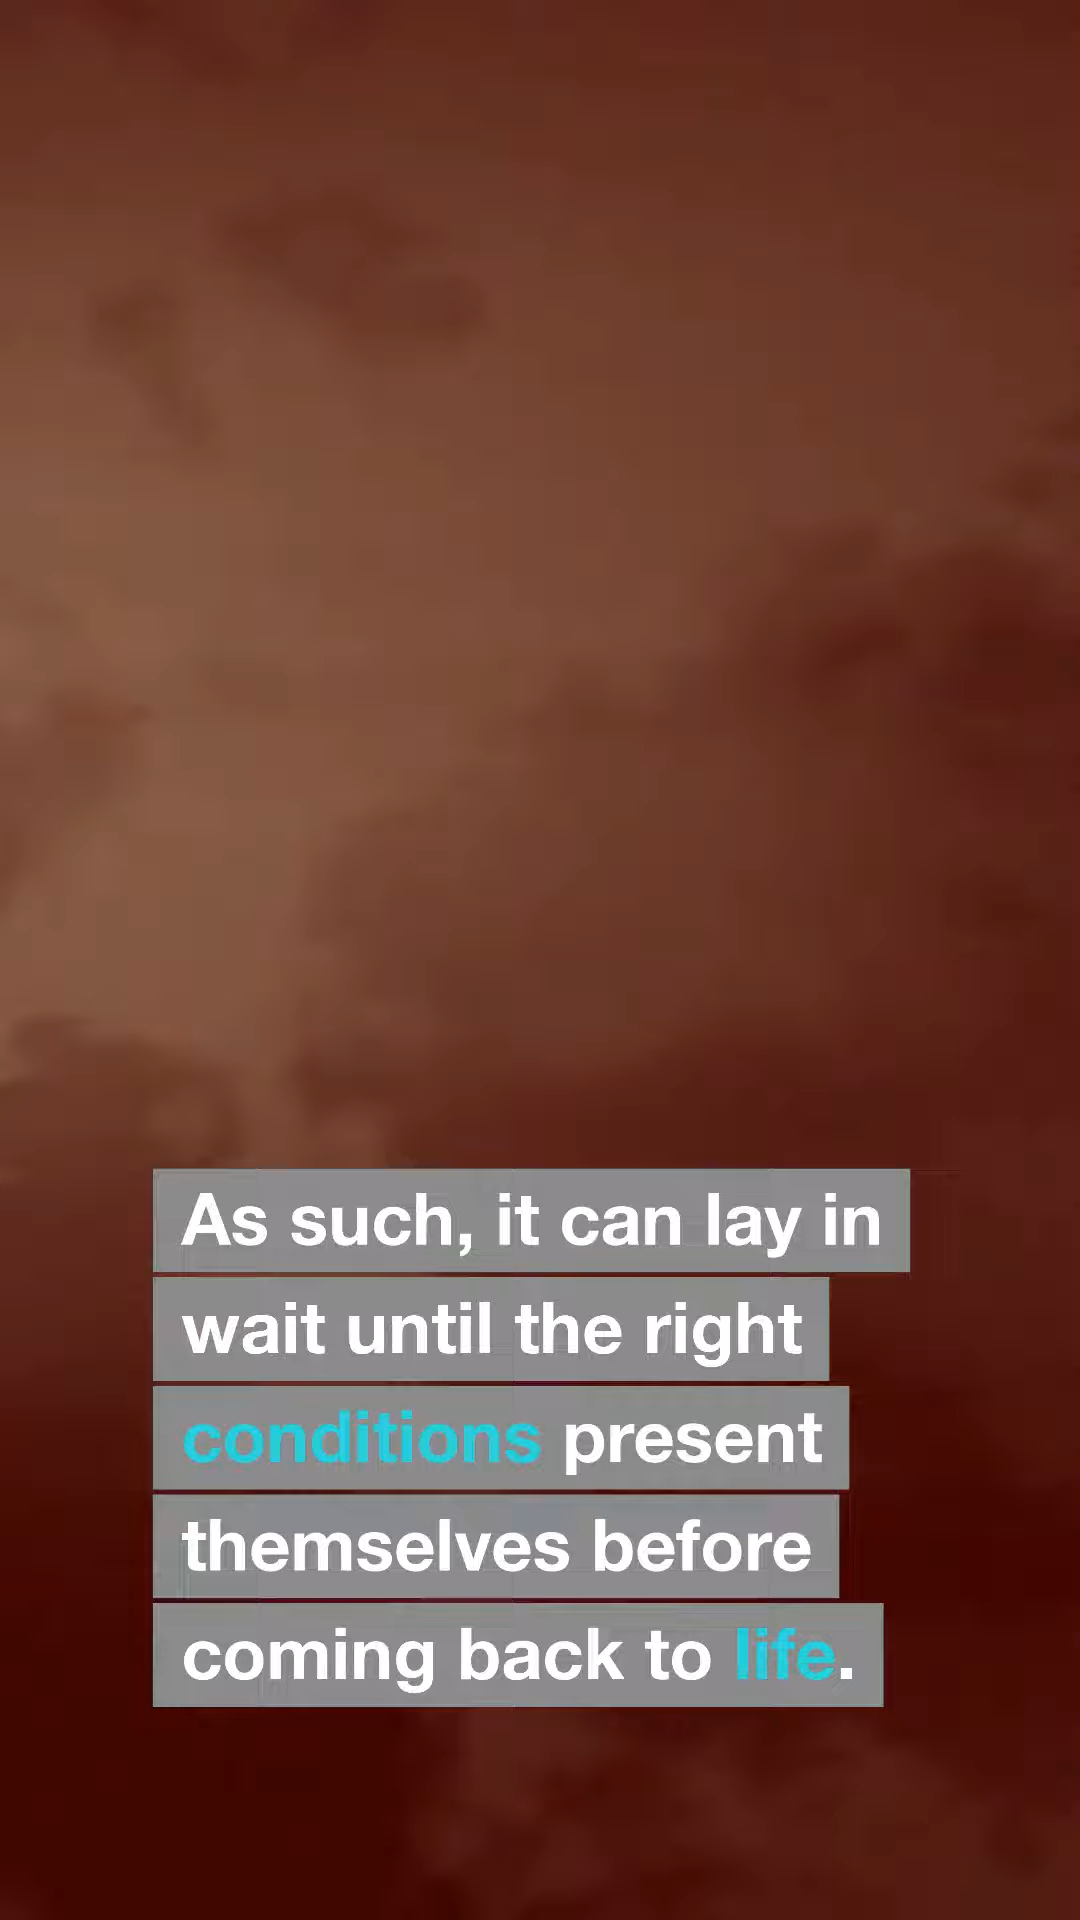 As such, it can lay in
wait until the right
conditions present
themselves before
coming back to life.